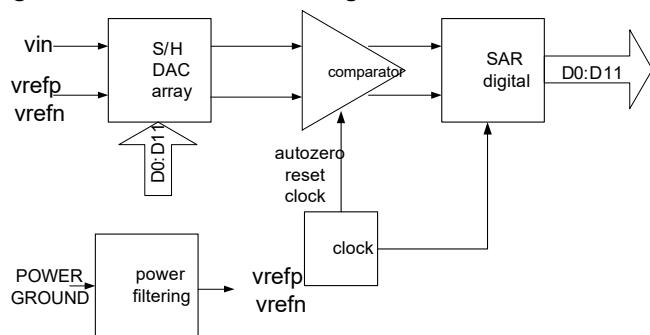 vin
vrefp
vrefn
S/H
DAC
array
D0:D11
comparator
SAR
digital
D0:D11
autozero
reset
clock
clock
POWER
GROUND
power
filtering
vrefp
vrefn